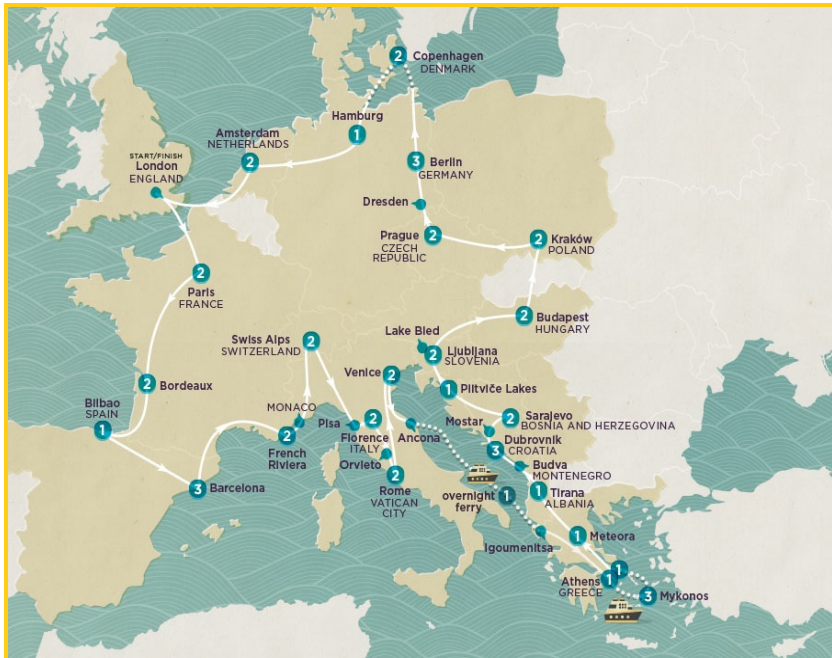 2
Copenhagen
DENMARK
Hamburg
1
Amsterdam
NETHERLANDS
2
3
Berlin
GERMANY
START/FINISH
London
ENGLAND
Dresden
Prague
2
CZECH
REPUBLIC
2
Kraków
POLAND
2
Paris
FRANCE
2
Budapest
HUNGARY
Lake Bled
Swiss Alps
SWITZERLAND
2
2
Ljubljana
SLOVENIA
Venice
2
2
Bordeaux
1
Plitviče Lakes
Bilbao
SPAIN
1
MONACO
Pisa
2
Florence
ITALY
2
French
Riviera
Ancona
Mostar
2
Sarajevo
BOSNIA AND HERZEGOVINA
3
Dubrovnik
CROATIA
Orvieto
2
Rome
VATICAN
CITY
Budva
MONTENEGRO
3
Barcelona
overnight
ferry
1
1
Tirana
ALBANIA
Igoumenitsa
1
Meteora
Athens
GREECE
1
1
3
Mykonos